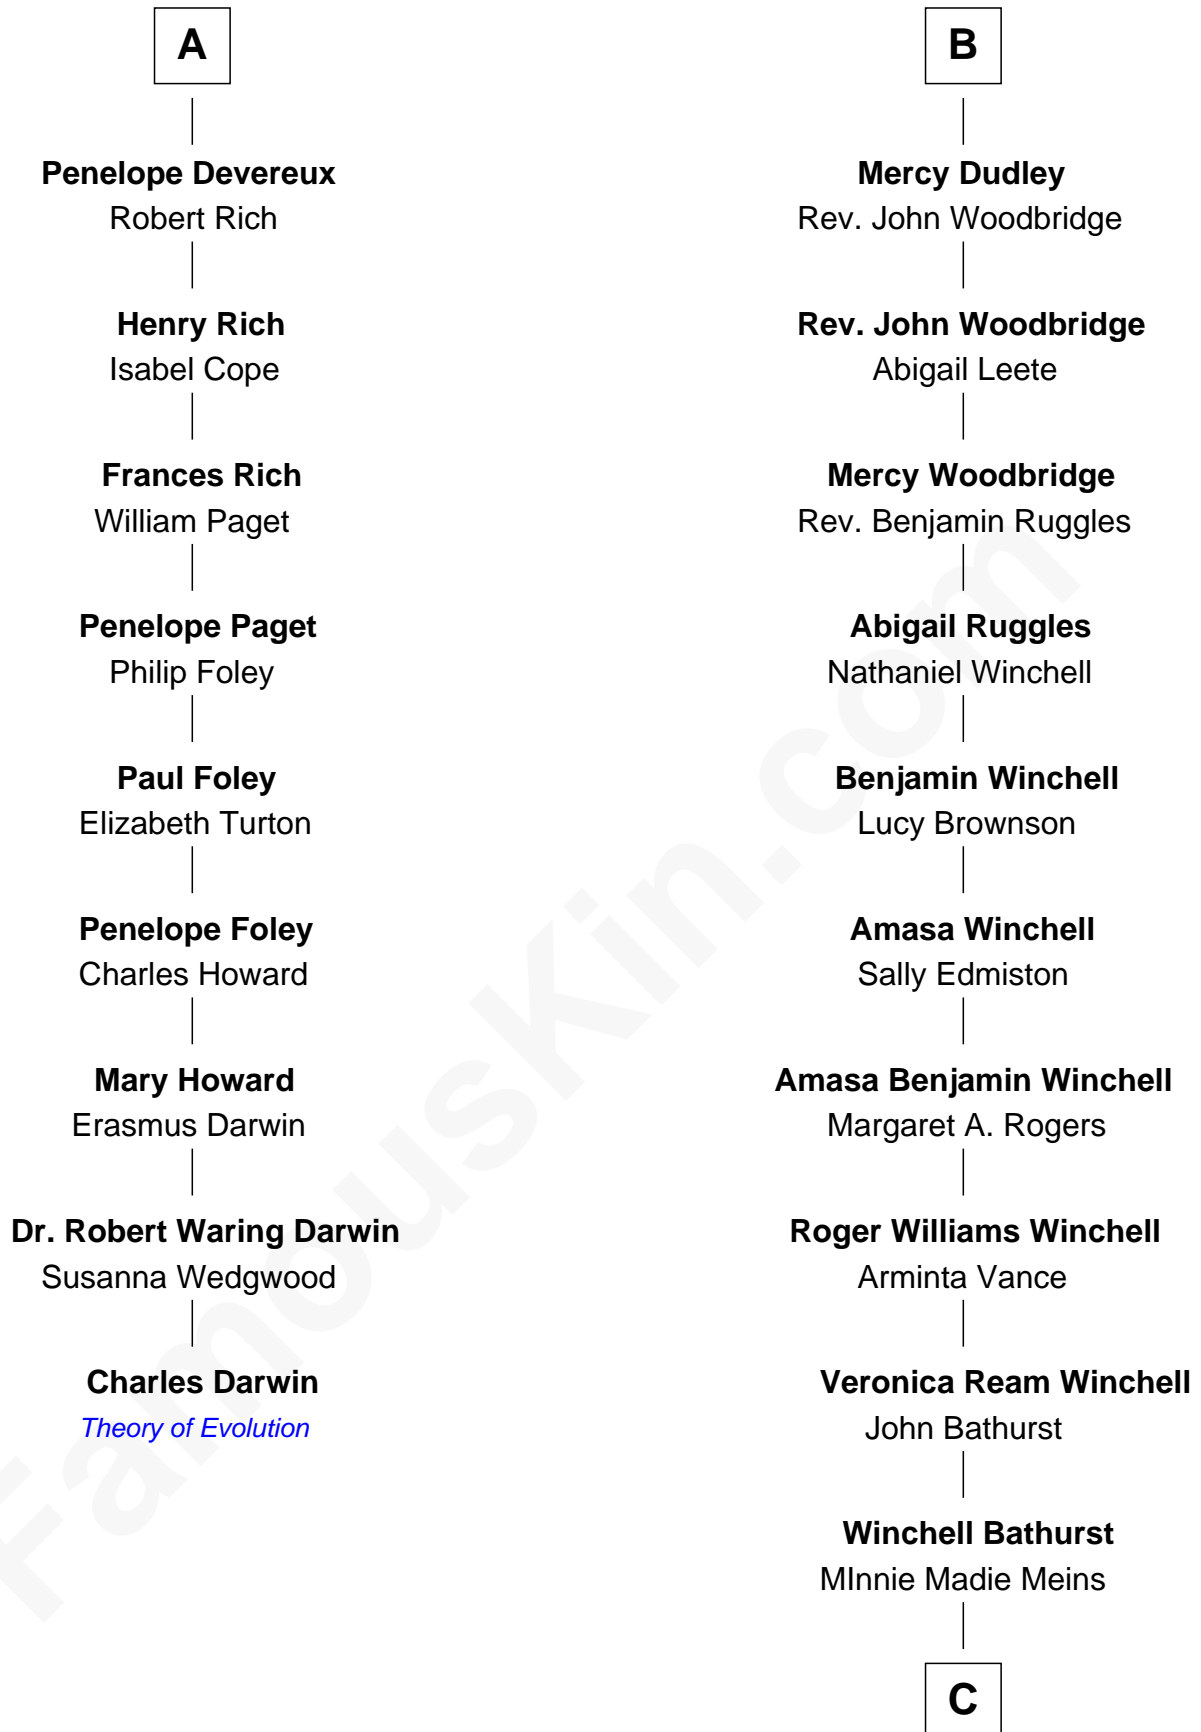 A
Penelope Devereux
Robert Rich
Henry Rich
Isabel Cope
Frances Rich
William Paget
Penelope Paget
Philip Foley
Paul Foley
Elizabeth Turton
Penelope Foley
Charles Howard
Mary Howard
Erasmus Darwin
Dr. Robert Waring Darwin
Susanna Wedgwood
Charles Darwin
Theory of Evolution
B
Mercy Dudley
Rev. John Woodbridge
Rev. John Woodbridge
Abigail Leete
Mercy Woodbridge
Rev. Benjamin Ruggles
Abigail Ruggles
Nathaniel Winchell
Benjamin Winchell
Lucy Brownson
Amasa Winchell
Sally Edmiston
Amasa Benjamin Winchell
Margaret A. Rogers
Roger Williams Winchell
Arminta Vance
Veronica Ream Winchell
John Bathurst
Winchell Bathurst
MInnie Madie Meins
C
FamousKin.com